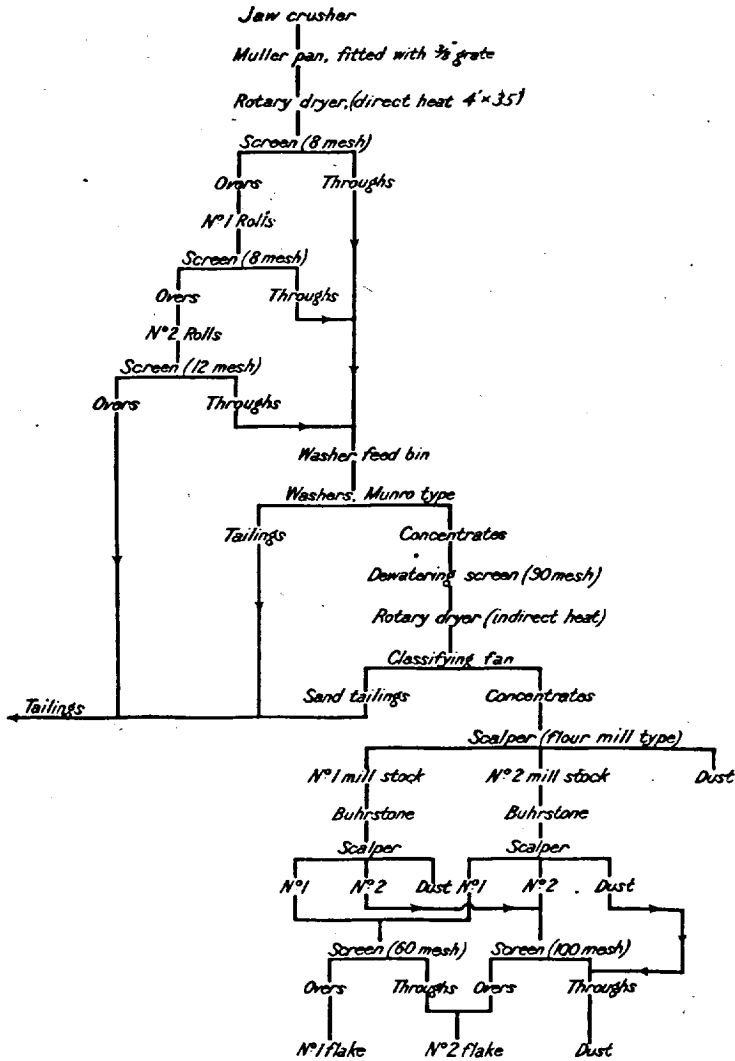 Jaw crusher
Muller pan, fitted with 3/8" grate
Rotary dryer, (direct heat 4'×35')
Screen (8 mesh)
Overs Throughs
Nº1 Rolls
Screen (8 mesh)
Overs Throughs
Nº2 Rolls
Screen (12 mesh)
Overs Throughs
Washer feed bin
Washers, Munro type
Tailings Concentrates
Dewatering screen (90 mesh)
Rotary dryer (indirect heat)
Classifying fan
Tailings Sand tailings Concentrates
Scalper (flour mill type)
Nº1 mill stock Nº2 mill stock Dust
Buhrstone Buhrstone
Scalper Scalper
Nº1 Nº2 Dust Nº1 Nº2 Dust
Screen (60 mesh) Screen (100 mesh)
Overs Throughs Overs Throughs
Nº1 flake Nº2 flake Dust